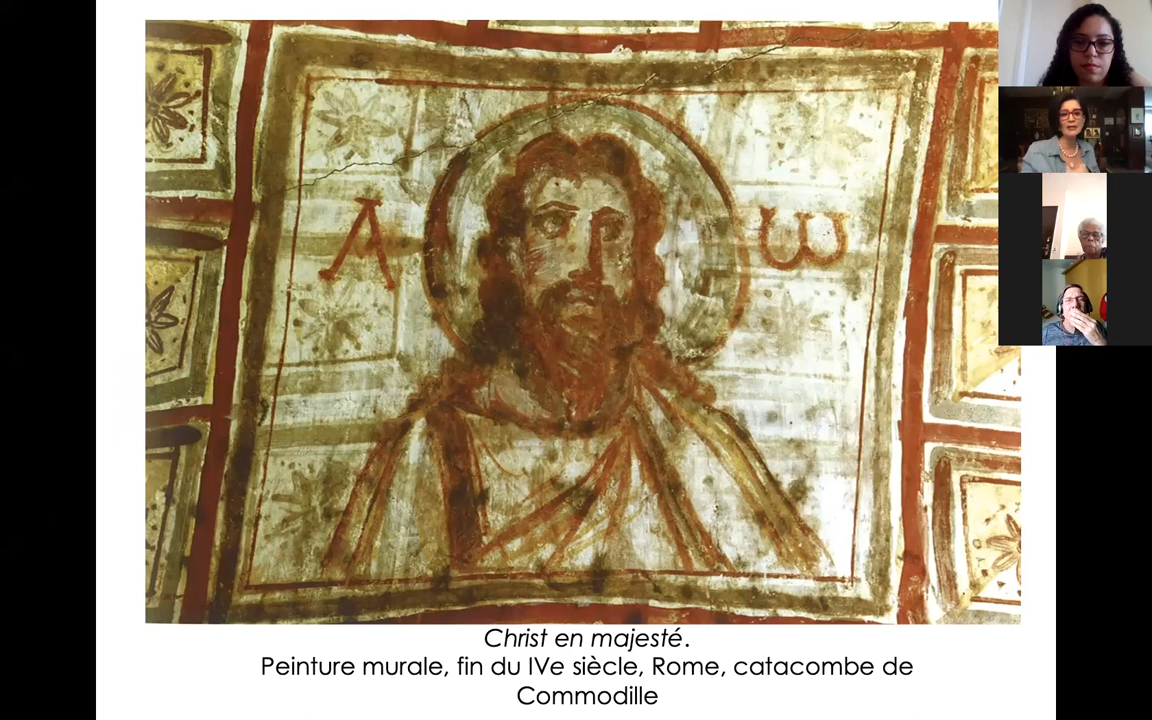 Α ω
Christ en majesté.
Peinture murale, fin du IVe siècle, Rome, catacombe de
Commodille